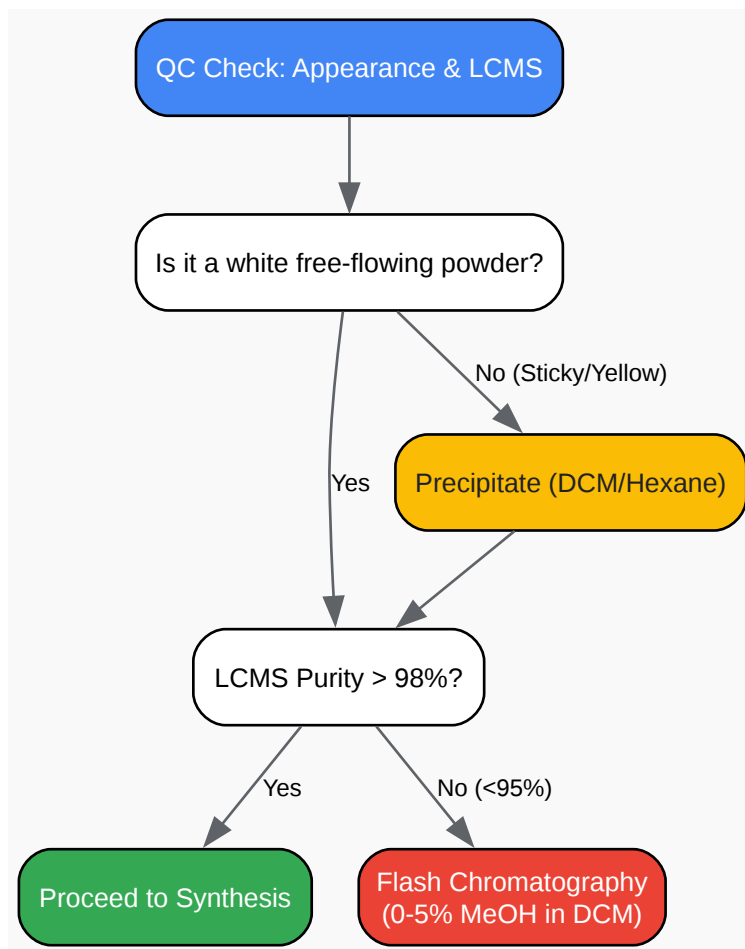 QC Check: Appearance & LCMS
Is it a white free-flowing powder?
No (Sticky/Yellow)
Yes
Precipitate (DCM/Hexane)
LCMS Purity > 98%?
Yes
No (<95%)
Proceed to Synthesis
Flash Chromatography
(0-5% MeOH in DCM)